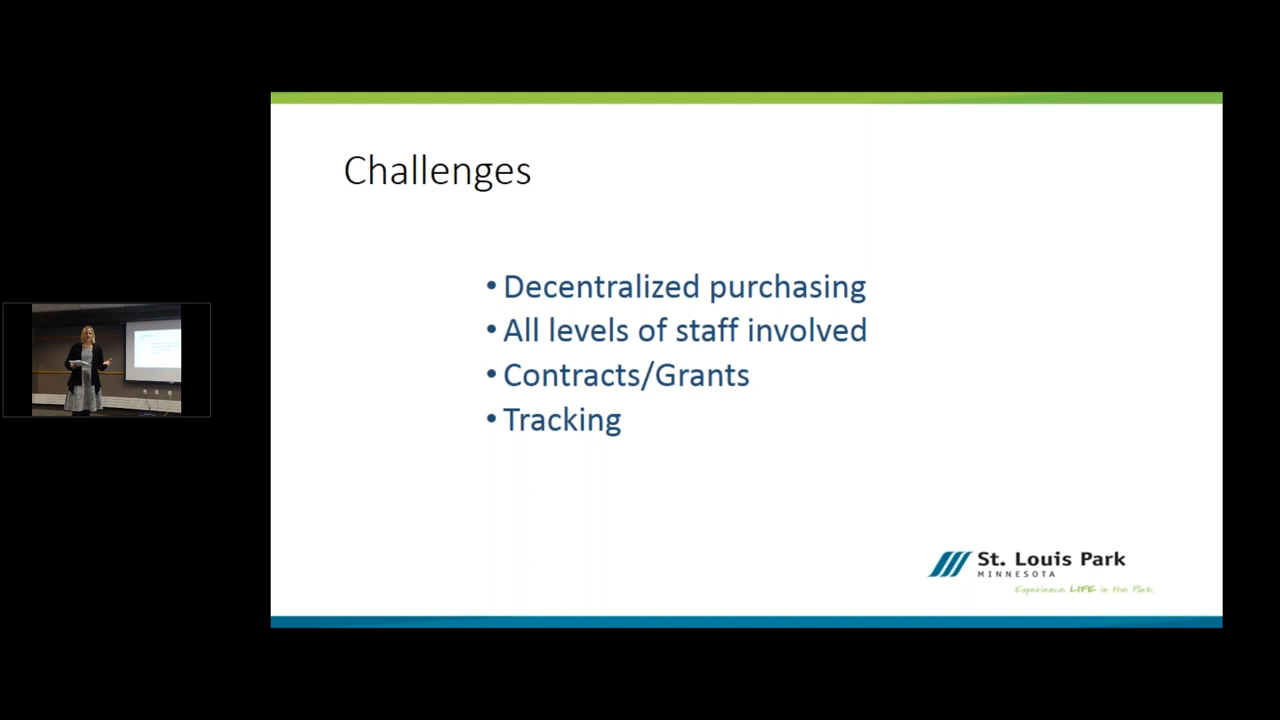 Challenges
• Decentralized purchasing
• All levels of staff involved
• Contracts/Grants
• Tracking
St. Louis Park
MINNESOTA
Experience LIFE in the Park.